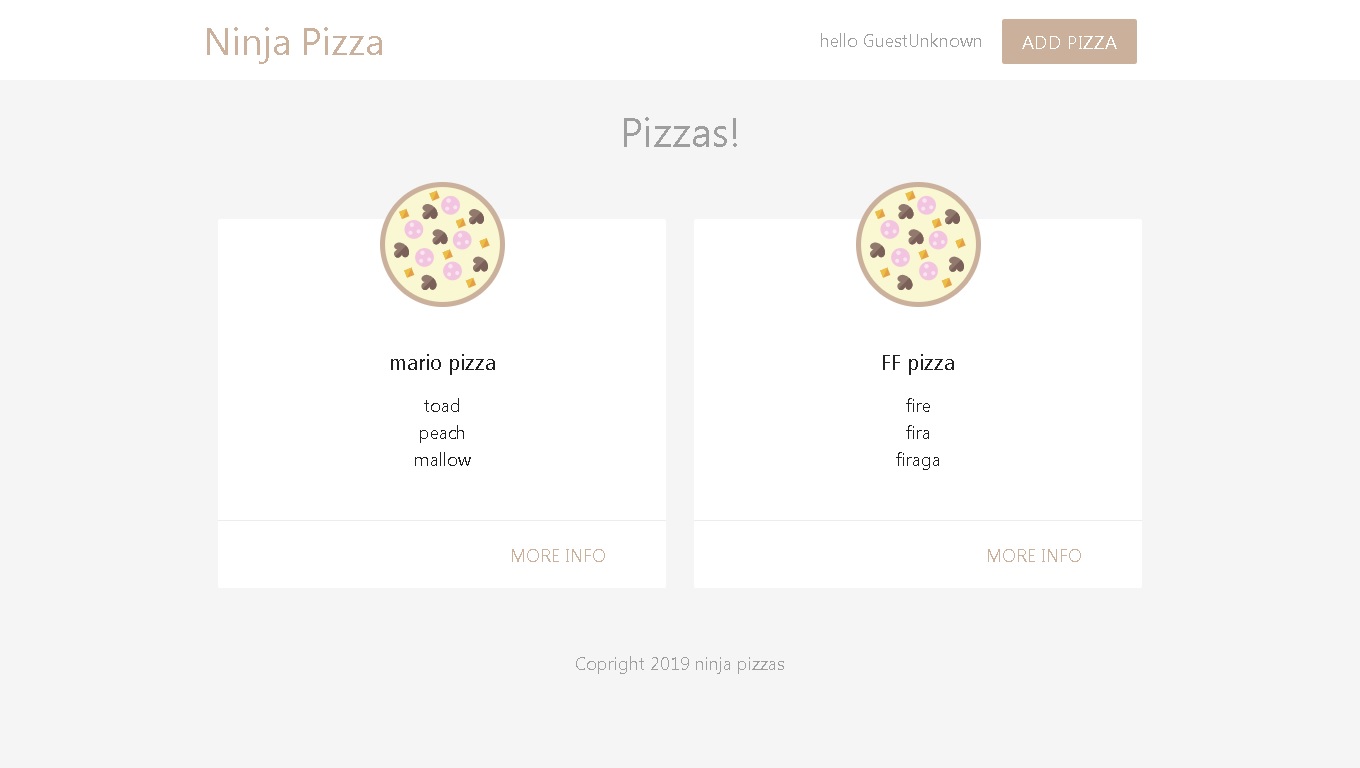 Ninja Pizza
hello GuestUnknown
ADD PIZZA
Pizzas!
mario pizza
toad
peach
mallow
MORE INFO
FF pizza
fire
fira
firaga
MORE INFO
Copright 2019 ninja pizzas